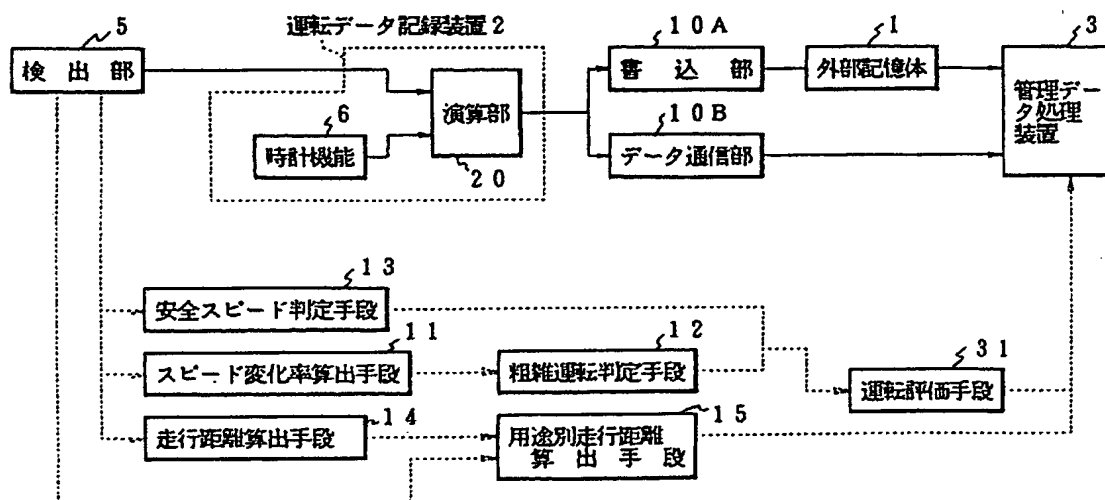 5
運転データ記録装置2
10A
1
3
検出部
書込部
外部記憶体
管理デー
タ処理
装置
6
演算部
10B
時計機能
データ通信部
20
13
安全スピード判定手段
11
12
スピード変化率算出手段
粗雑運転判定手段
31
運転評価手段
14
15
走行距離算出手段
用途別走行距離
算出手段